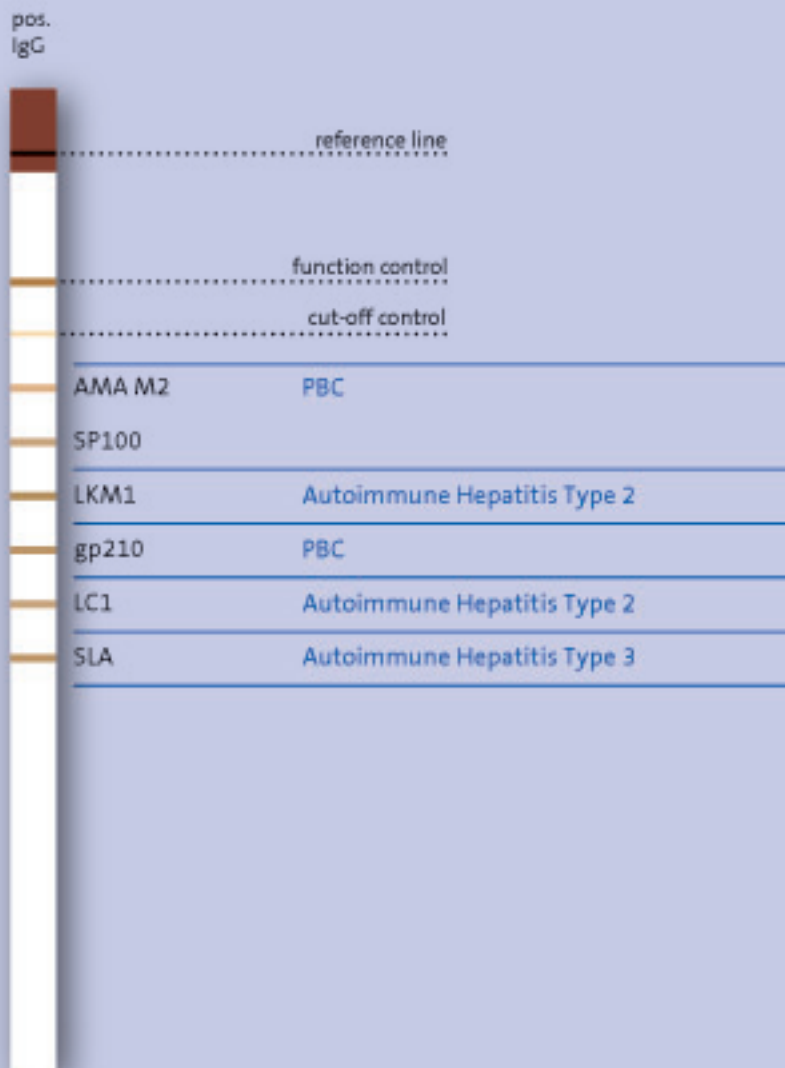 pos.
IgG
reference line
function control
cut-off control
AMA M2 PBC
SP100
LKM1 Autoimmune Hepatitis Type 2
gp210 PBC
LC1 Autoimmune Hepatitis Type 2
SLA Autoimmune Hepatitis Type 3